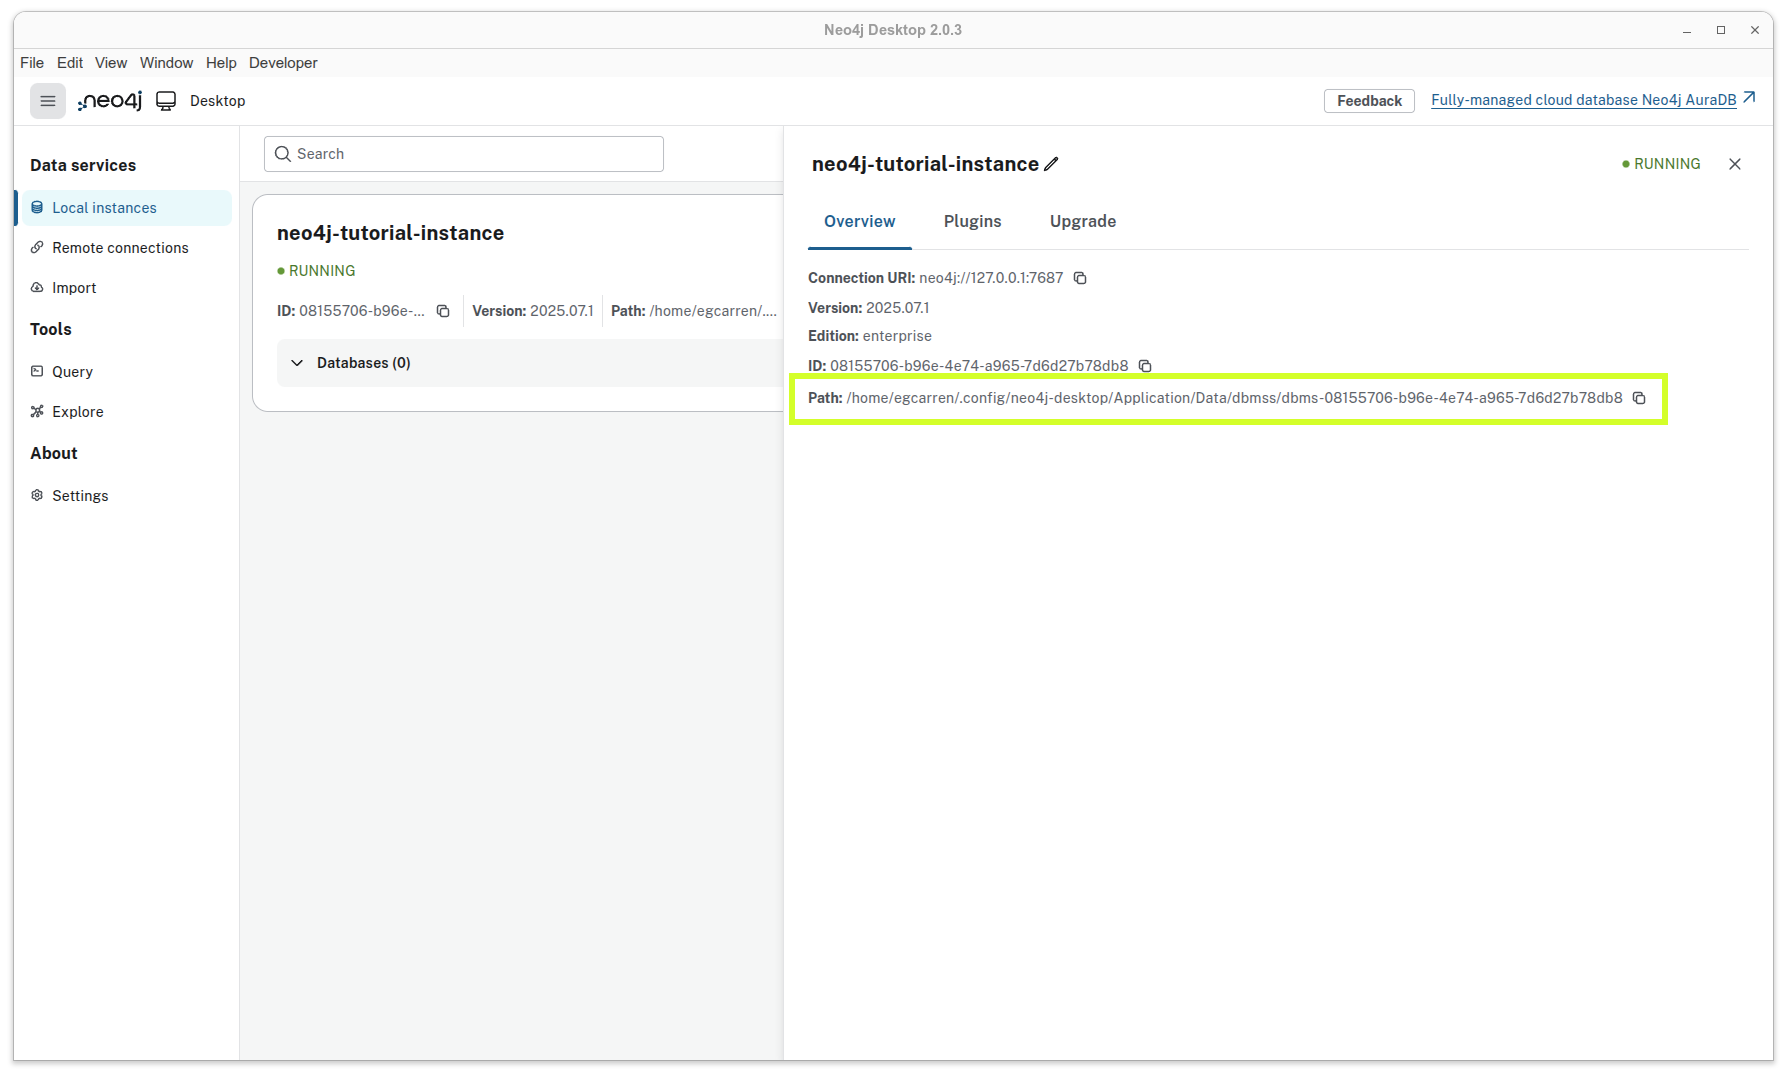 Neo4j Desktop 2.0.3
File Edit View Window Help Developer
neo4j Desktop
Feedback Fully-managed cloud database Neo4j AuraDB
Data services
Local instances
Remote connections
Import
Tools
Query
Explore
About
Settings
Search
neo4j-tutorial-instance
RUNNING
ID: 08155706-b96e-... Version: 2025.07.1 Path: /home/egcarren/....
Databases (0)
neo4j-tutorial-instance RUNNING
Overview Plugins Upgrade
Connection URI: neo4j://127.0.0.1:7687
Version: 2025.07.1
Edition: enterprise
ID: 08155706-b96e-4e74-a965-7d6d27b78db8
Path: /home/egcarren/.config/neo4j-desktop/Application/Data/dbmss/dbms-08155706-b96e-4e74-a965-7d6d27b78db8